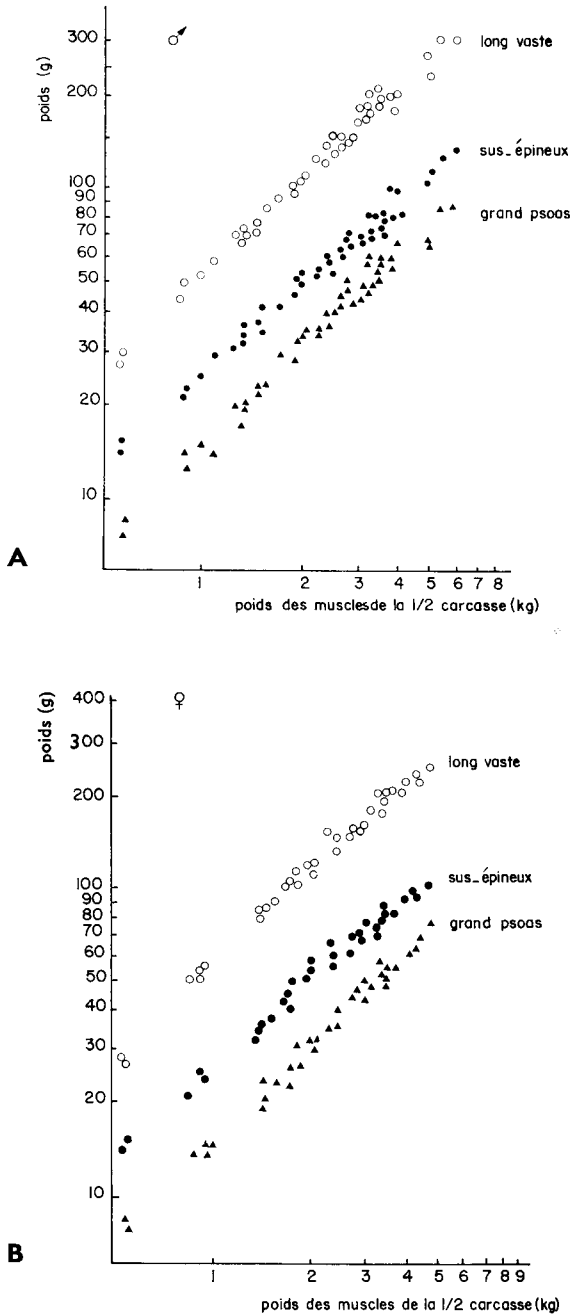 A
♂
poids (g)
300
200
100
90
80
70
60
50
40
30
20
10
long vaste
sus_épineux
grand psoas
1 2 3 4 5 6 7 8
poids des muscles de la 1/2 carcasse (kg)
B
♀
poids (g)
400
300
200
100
90
80
70
60
50
40
30
20
10
long vaste
sus_épineux
grand psoas
1 2 3 4 5 6 7 8 9
poids des muscles de la 1/2 carcasse (kg)